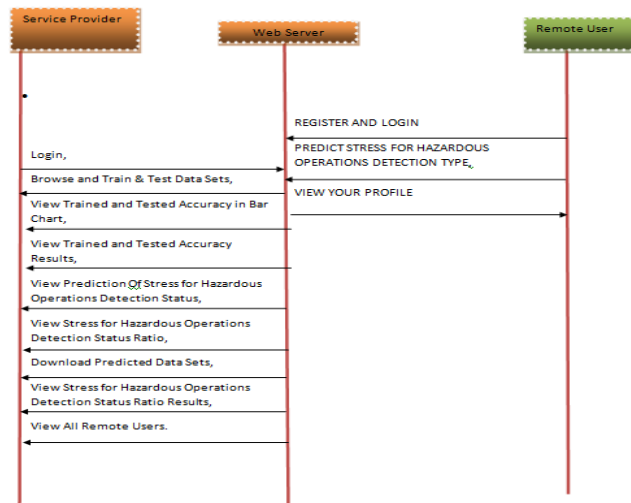 Service Provider
Web Server
Remote User
REGISTER AND LOGIN
PREDICT STRESS FOR HAZARDOUS
OPERATIONS DETECTION TYPE,
VIEW YOUR PROFILE
Login,
Browse and Train & Test Data Sets,
View Trained and Tested Accuracy in Bar
Chart,
View Trained and Tested Accuracy
Results,
View Prediction Of Stress for Hazardous
Operations Detection Status,
View Stress for Hazardous Operations
Detection Status Ratio,
Download Predicted Data Sets,
View Stress for Hazardous Operations
Detection Status Ratio Results,
View All Remote Users.